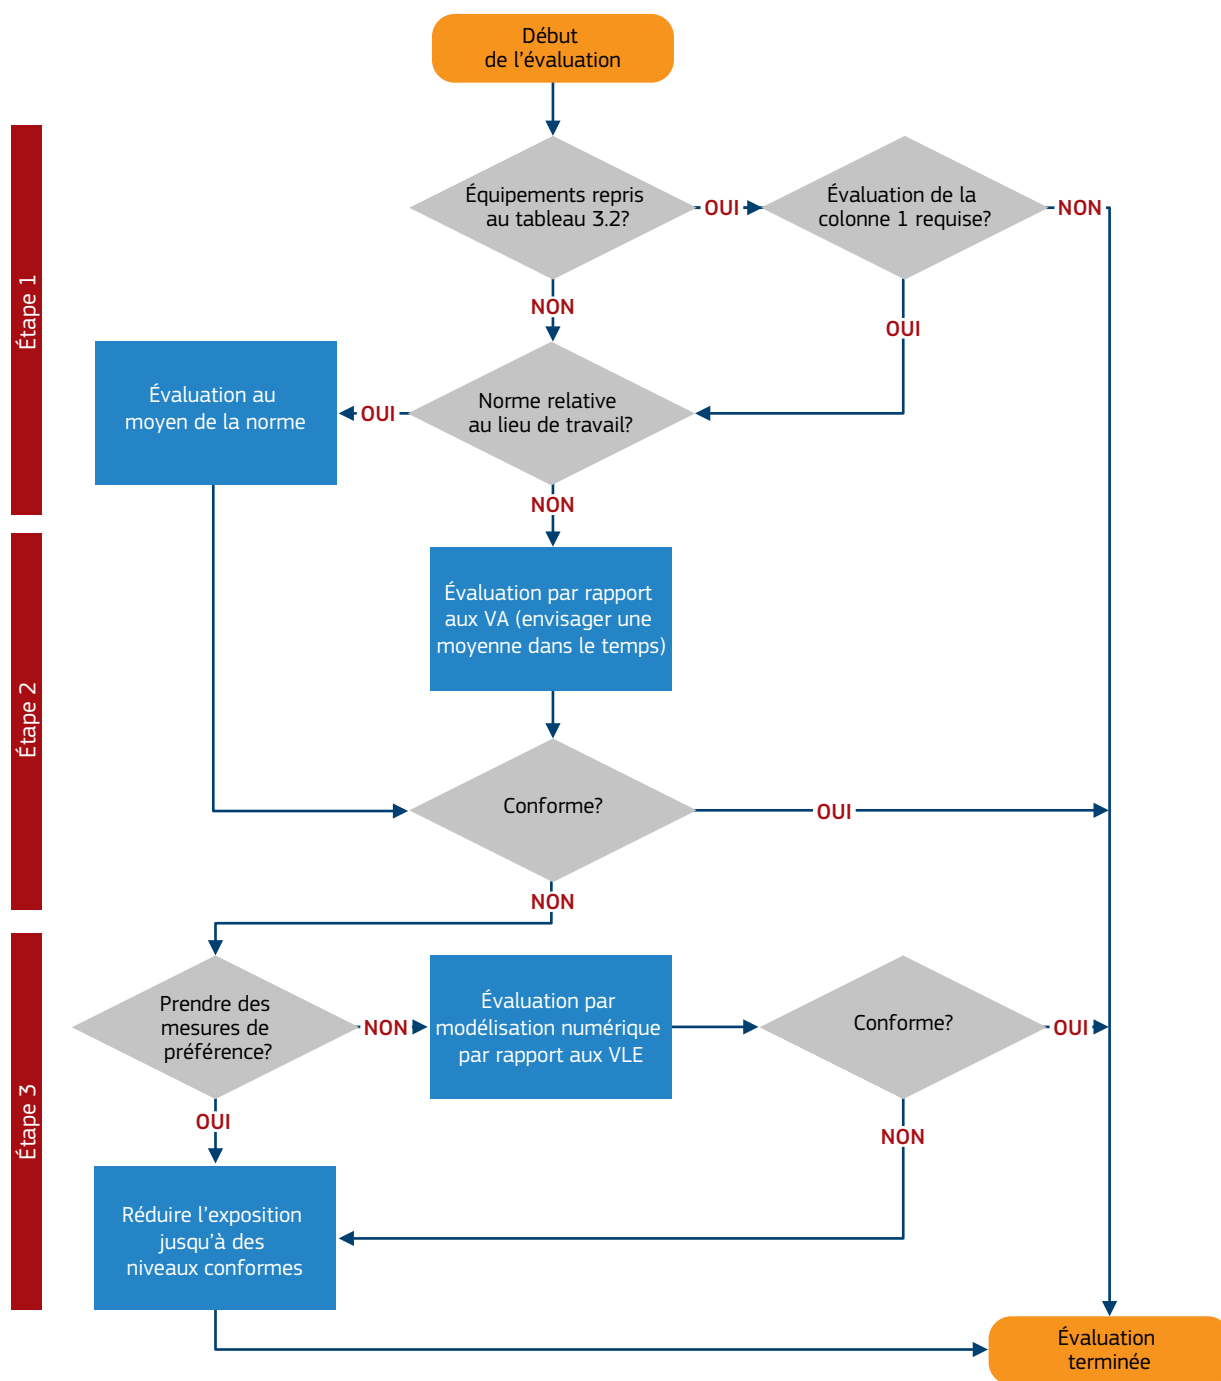 Début
de l’évaluation
Étape 1
Équipements repris
au tableau 3.2?
OUI
Évaluation de la
colonne 1 requise?
NON
NON
OUI
Évaluation au
moyen de la norme
OUI
Norme relative
au lieu de travail?
NON
Étape 2
Évaluation par rapport
aux VA (envisager une
moyenne dans le temps)
Conforme?
OUI
NON
Étape 3
Prendre des
mesures de
préférence?
NON
Évaluation par
modélisation numérique
par rapport aux VLE
Conforme?
OUI
OUI
NON
Réduire l’exposition
jusqu’à des
niveaux conformes
Évaluation
terminée